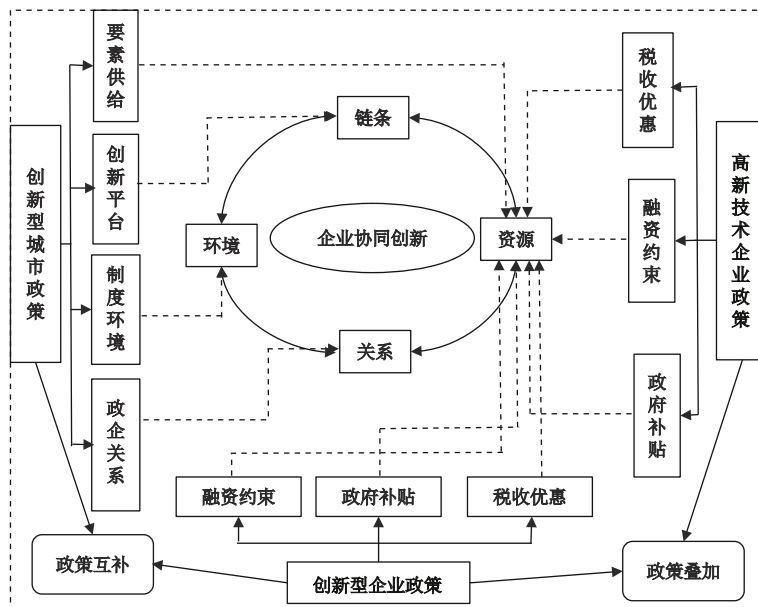 要素供给
创新平台
制度环境
政企关系
创新型城市政策
链条
环境
企业协同创新
资源
关系
税收优惠
融资约束
政府补贴
高新技术企业政策
融资约束
政府补贴
税收优惠
政策互补
创新型企业政策
政策叠加